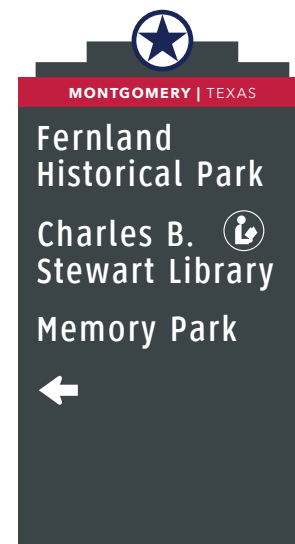 MONTGOMERY | TEXAS
Fernland
Historical Park
Charles B.
Stewart Library
Memory Park